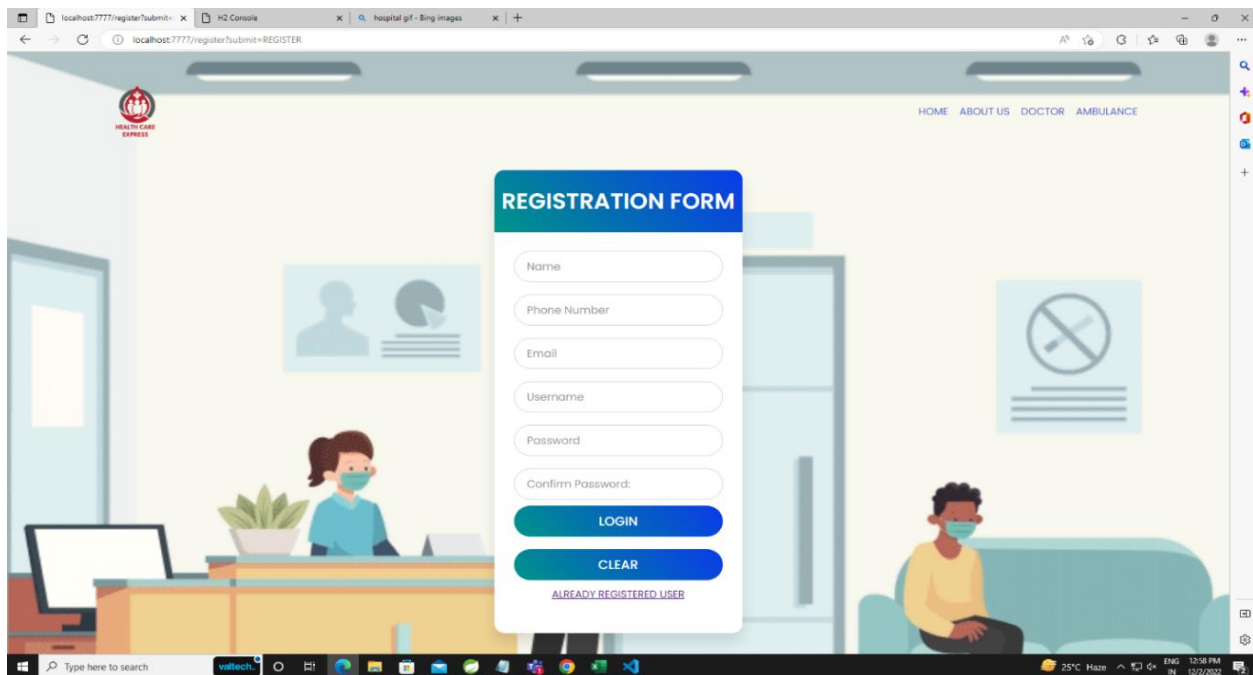 localhost:7777/register?submit=
H2 Console
hospital gif - Bing images
localhost:7777/register?submit=REGISTER
HEALTH CARE
EXPRESS
HOME ABOUT US DOCTOR AMBULANCE
REGISTRATION FORM
Name
Phone Number
Email
Username
Password
Confirm Password:
LOGIN
CLEAR
ALREADY REGISTERED USER
Type here to search
valtech.
25°C Haze
ENG
IN
12:58 PM
12/2/2022